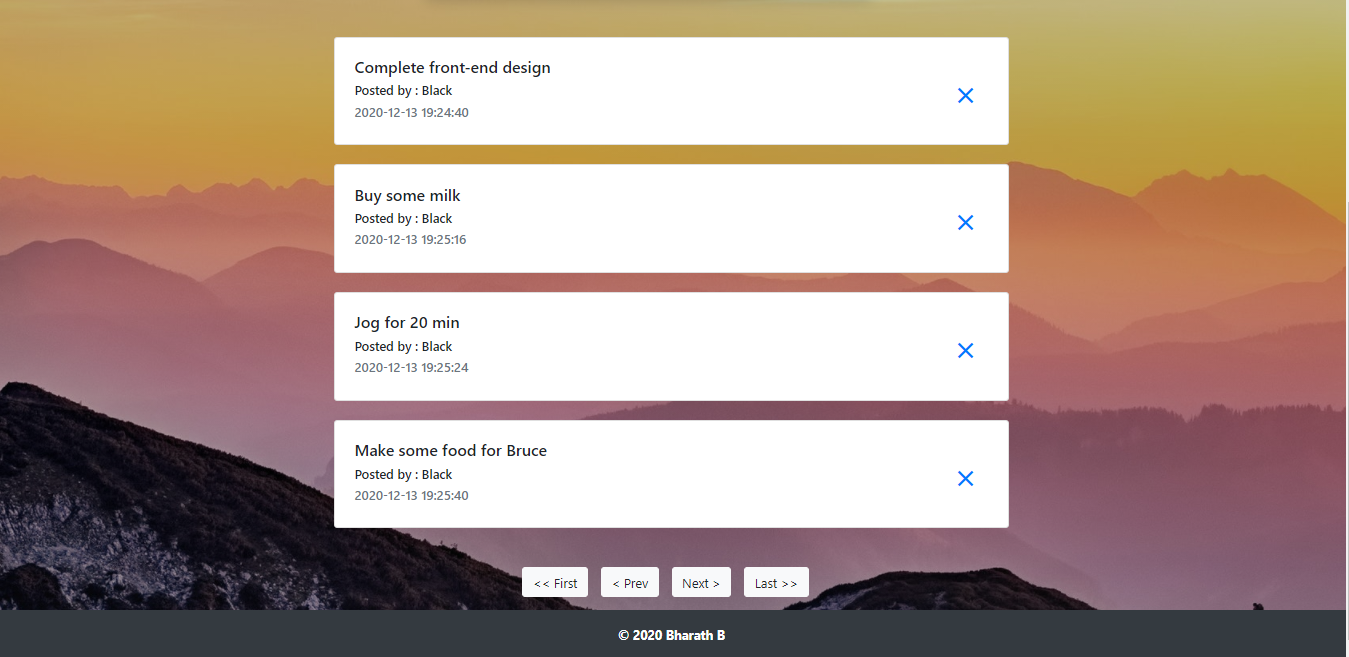 Complete front-end design
Posted by : Black
2020-12-13 19:24:40
Buy some milk
Posted by : Black
2020-12-13 19:25:16
Jog for 20 min
Posted by : Black
2020-12-13 19:25:24
Make some food for Bruce
Posted by : Black
2020-12-13 19:25:40
<< First < Prev Next > Last >>
© 2020 Bharath B